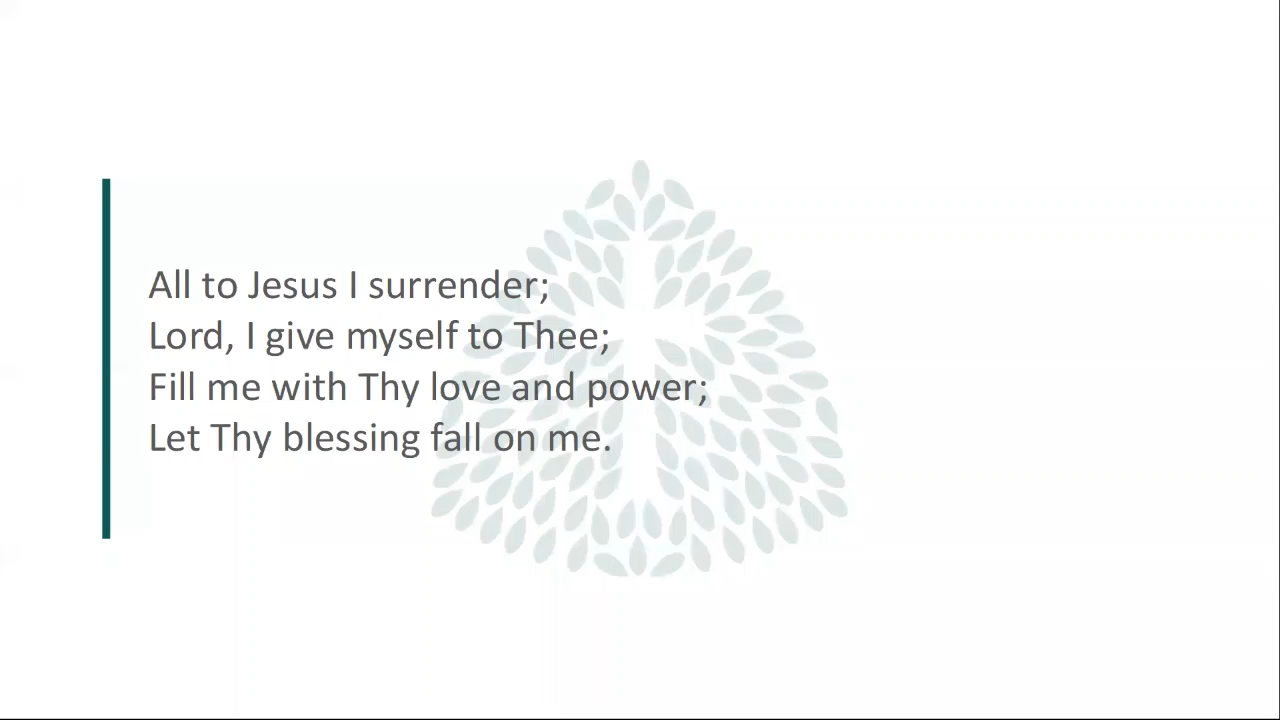 All to Jesus I surrender;
Lord, I give myself to Thee;
Fill me with Thy love and power;
Let Thy blessing fall on me.